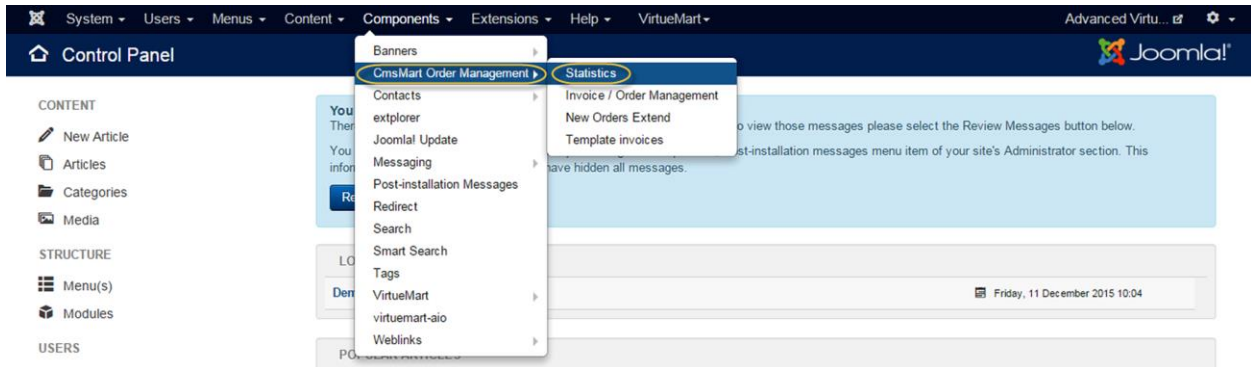 System Users Menus Content Components Extensions Help VirtueMart Advanced Virtu...
Control Panel
Joomla!
CONTENT
New Article
Articles
Categories
Media
STRUCTURE
Menu(s)
Modules
USERS
Banners
CmsMart Order Management
Contacts
extplorer
Joomla! Update
Messaging
Post-installation Messages
Redirect
Search
Smart Search
Tags
VirtueMart
virtuemart-aio
Weblinks
Statistics
Invoice / Order Management
New Orders Extend
Template invoices
You
o view those messages please select the Review Messages button below.
You
st-installation messages menu item of your site's Administrator section. This
have hidden all messages.
Re
LO
Friday, 11 December 2015 10:04